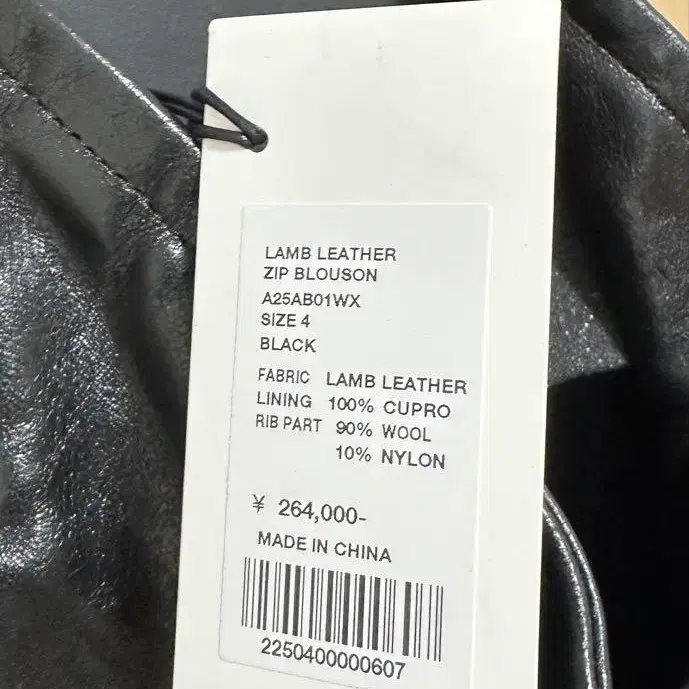 LAMB LEATHER
ZIP BLOUSON
A25AB01WX
SIZE 4
BLACK
FABRIC LAMB LEATHER
LINING 100% CUPRO
RIB PART 90% WOOL
10% NYLON
¥ 264,000-
MADE IN CHINA
2250400000607